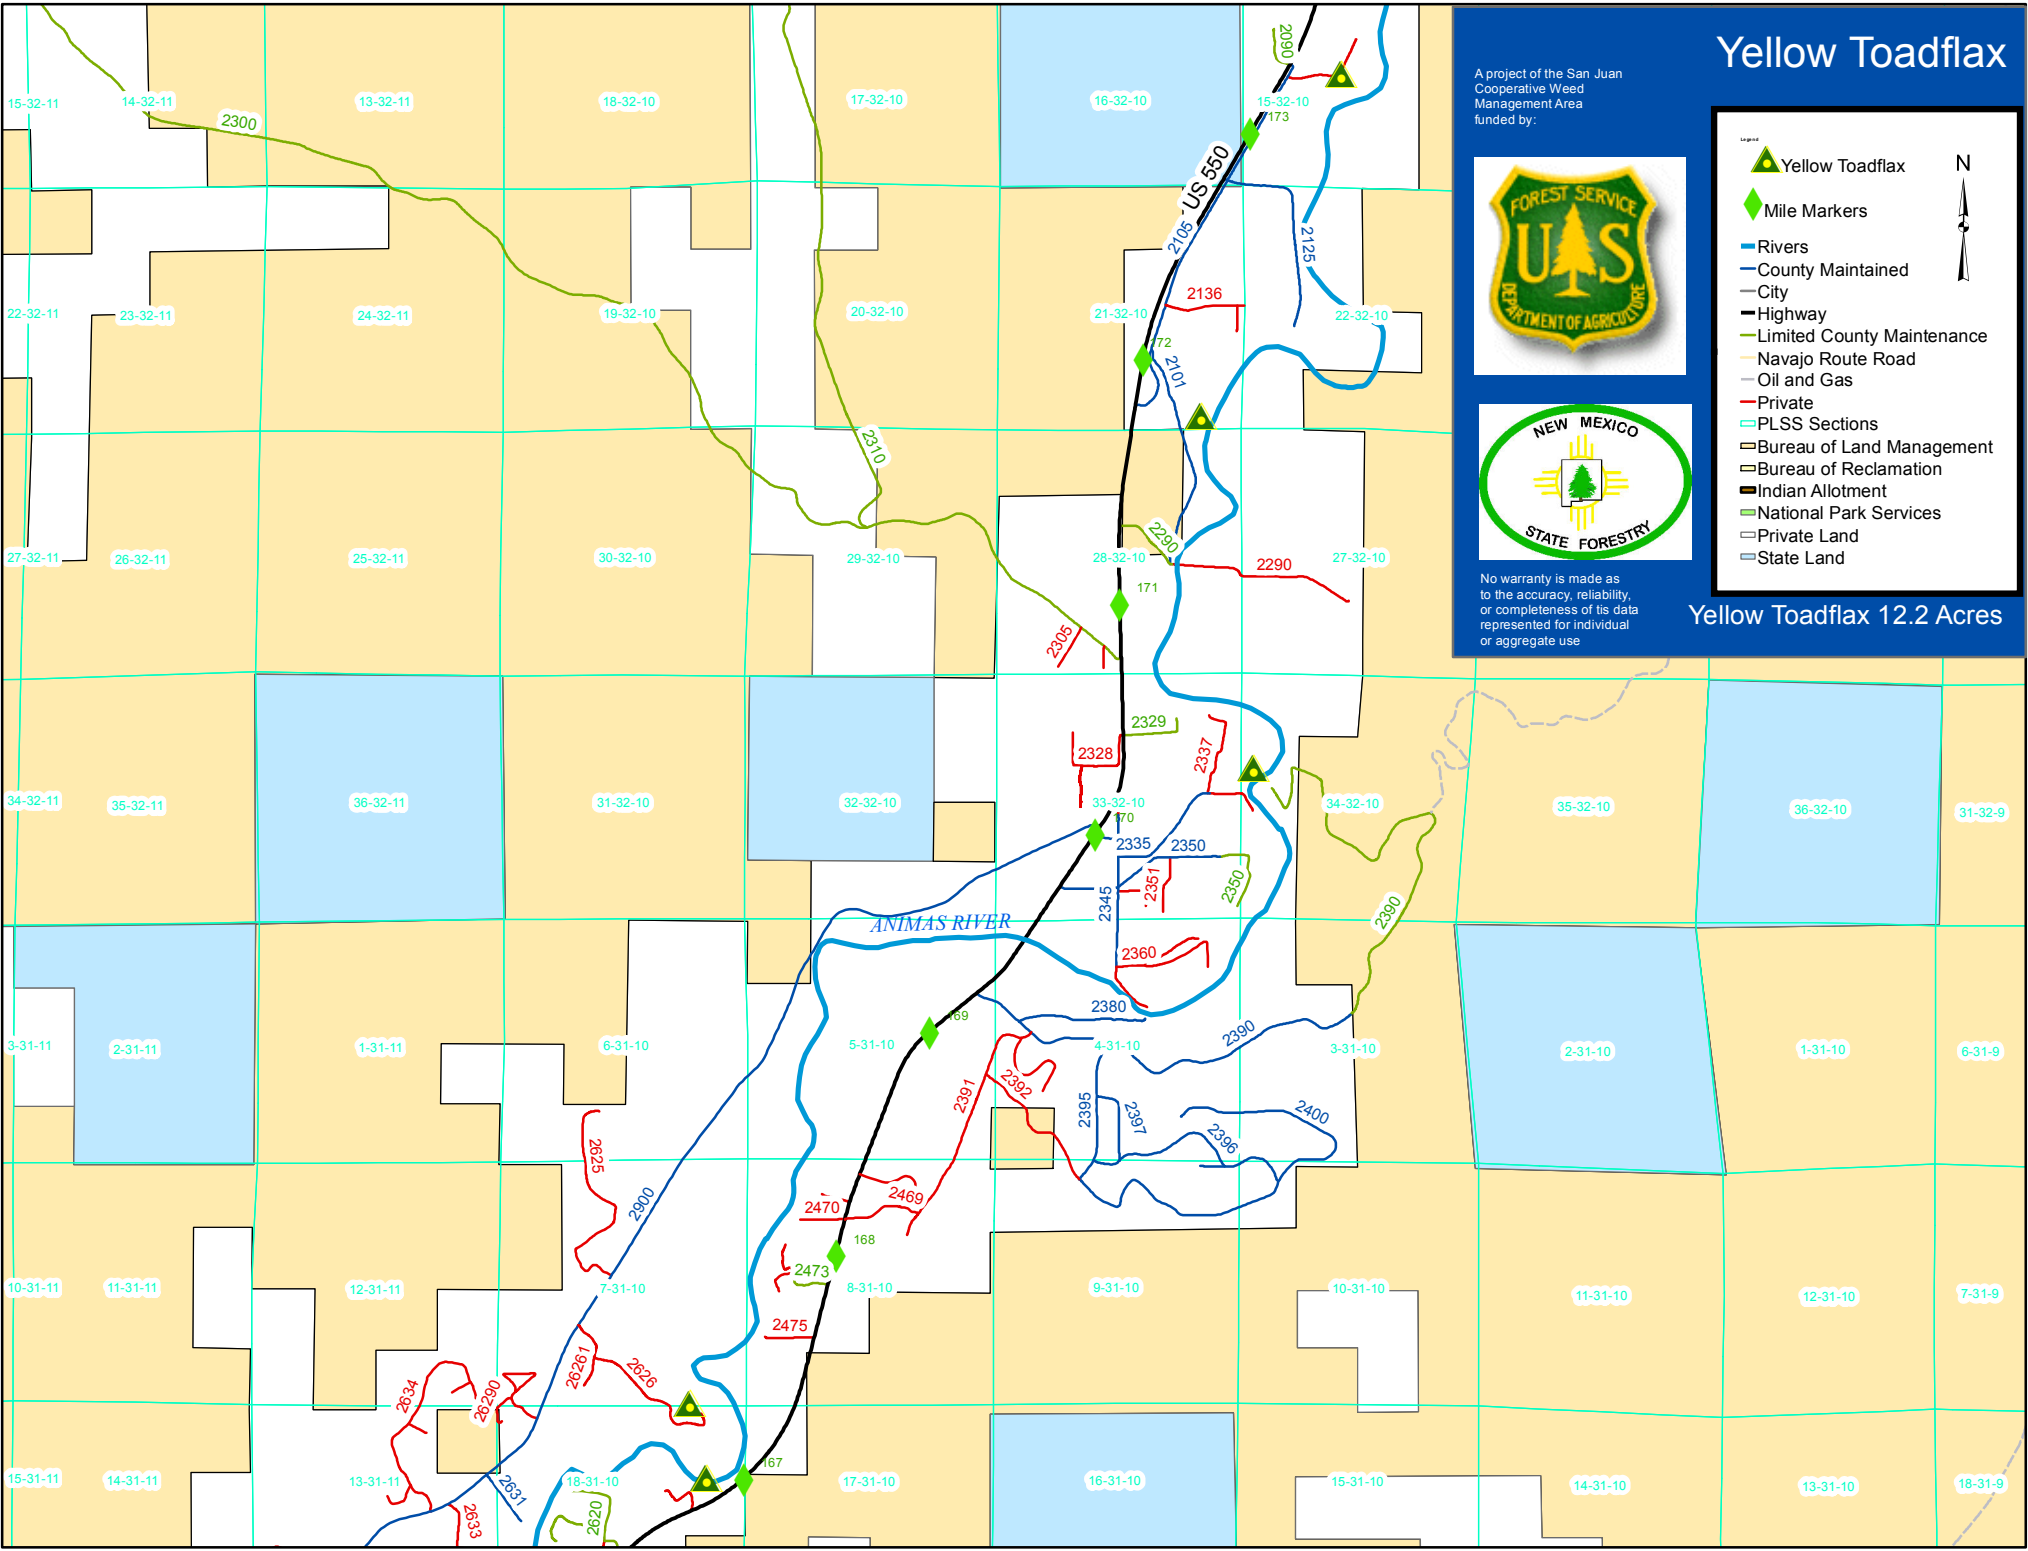 Yellow Toadflax
A project of the San Juan
Cooperative Weed
Management Area
funded by:
FOREST SERVICE
U S
DEPARTMENT OF AGRICULTURE
NEW MEXICO
STATE FORESTRY
No warranty is made as
to the accuracy, reliability,
or completeness of tis data
represented for individual
or aggregate use
Legend
Yellow Toadflax
N
Mile Markers
Rivers
County Maintained
City
Highway
Limited County Maintenance
Navajo Route Road
Oil and Gas
Private
PLSS Sections
Bureau of Land Management
Bureau of Reclamation
Indian Allotment
National Park Services
Private Land
State Land
Yellow Toadflax 12.2 Acres
2090
15-32-11
14-32-11
13-32-11
18-32-10
17-32-10
16-32-10
15-32-10
2300
173
US 550
2105
2125
2136
22-32-11
23-32-11
24-32-11
19-32-10
20-32-10
21-32-10
22-32-10
172
2101
2310
2290
27-32-11
26-32-11
25-32-11
30-32-10
29-32-10
28-32-10
2290
27-32-10
171
2305
2329
2328
2337
34-32-11
35-32-11
36-32-11
31-32-10
32-32-10
33-32-10
34-32-10
35-32-10
36-32-10
31-32-9
170
2335
2350
2351
2350
2345
2390
ANIMAS RIVER
2360
2380
169
2390
3-31-11
2-31-11
1-31-11
6-31-10
5-31-10
4-31-10
3-31-10
2-31-10
1-31-10
6-31-9
2391
2392
2395
2397
2400
2396
2625
2900
2469
2470
168
2473
10-31-11
11-31-11
12-31-11
7-31-10
8-31-10
9-31-10
10-31-10
11-31-10
12-31-10
7-31-9
2475
26261
2626
2634
26290
167
15-31-11
14-31-11
13-31-11
18-31-10
17-31-10
16-31-10
15-31-10
14-31-10
13-31-10
18-31-9
2631
2620
2633